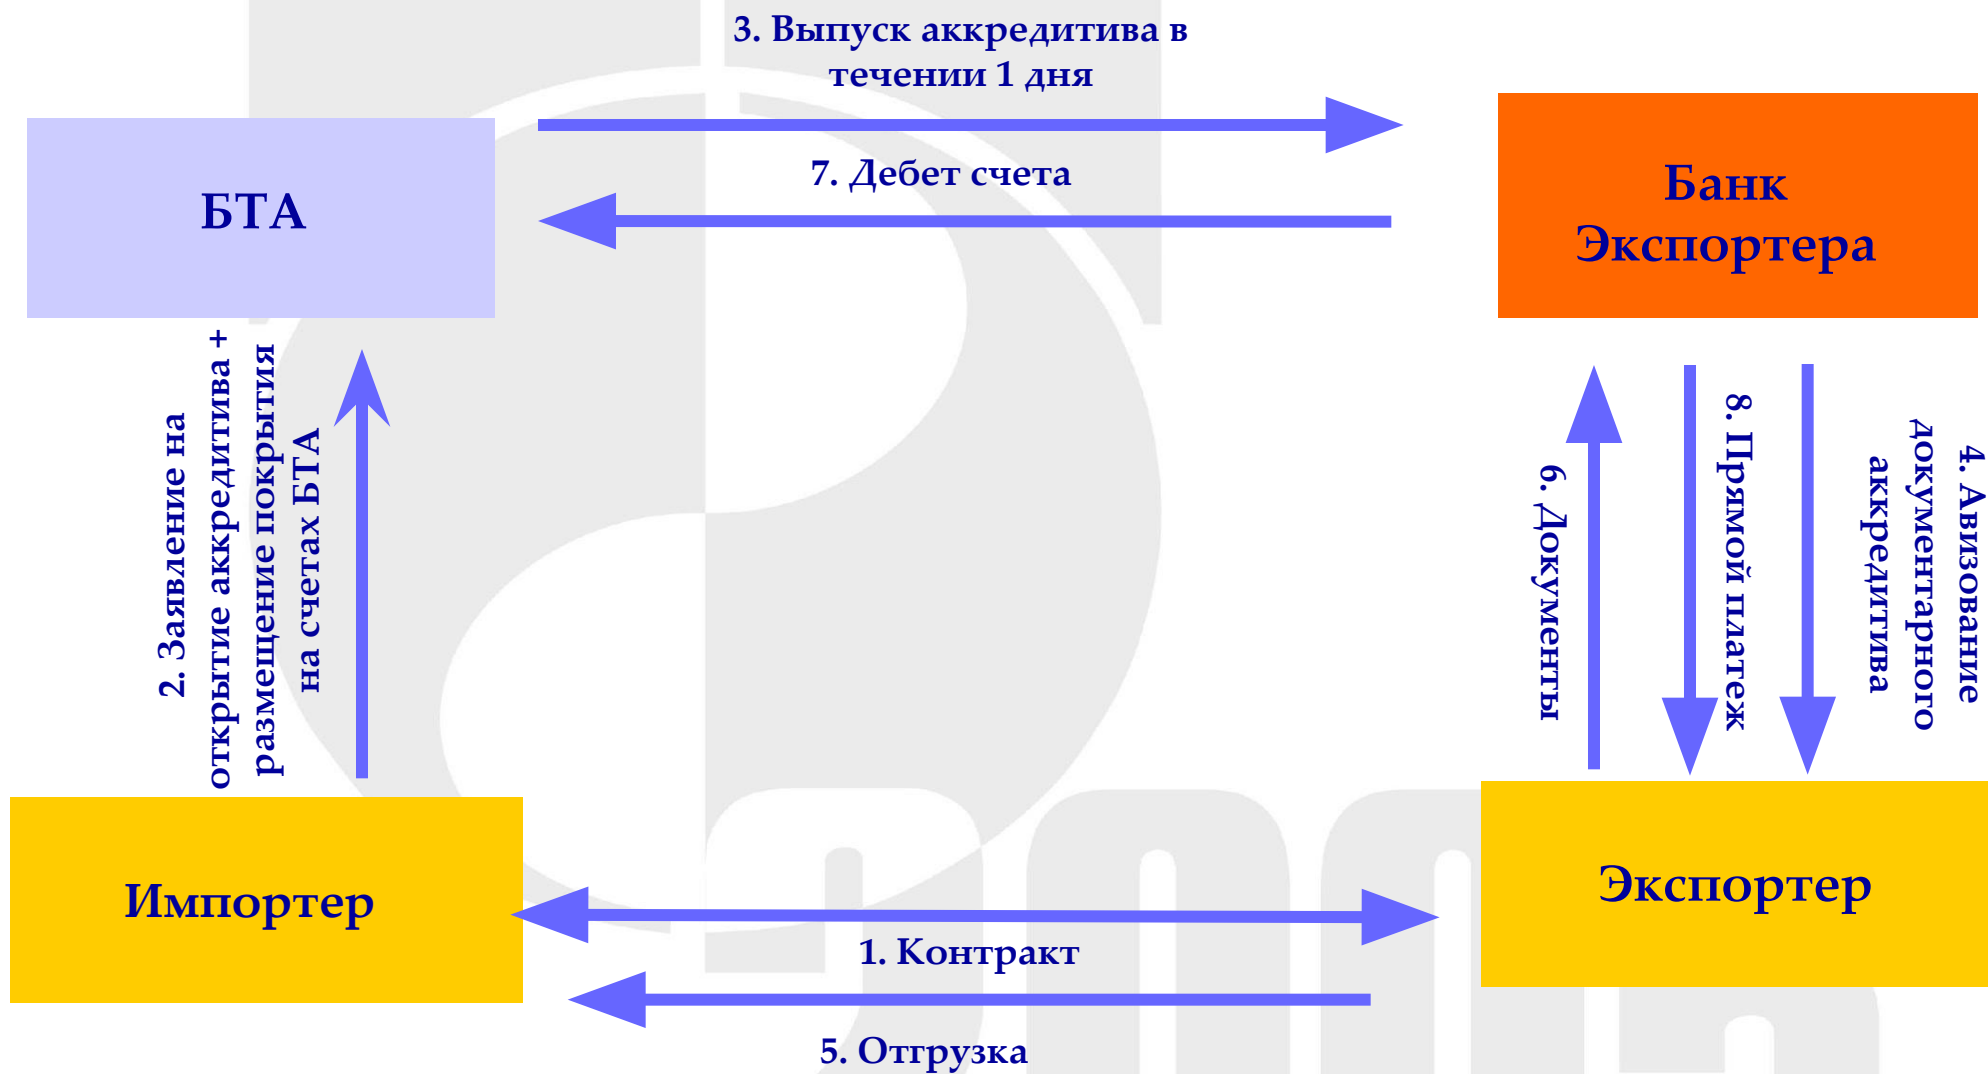 3. Выпуск аккредитива в
течении 1 дня
7. Дебет счета
БТА
Банк
Экспортера
2. Заявление на
открытие аккредитива +
размещение покрытия
на счетах БТА
6. Документы
8. Прямой платеж
4. Авизование
документарного
аккредитива
Импортер
Экспортер
1. Контракт
5. Отгрузка